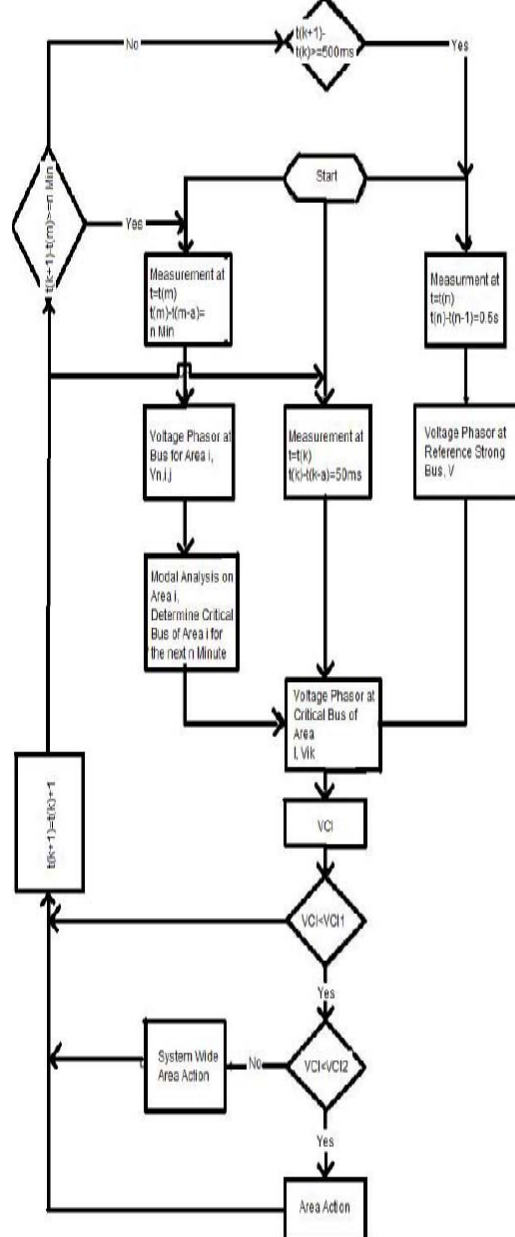 t(k+1)-
t(k)>=500ms
No
Yes
t(k+1)-t(m)>=n Min
Start
Yes
Measurement at
t=t(m)
t(m)-t(m-a)=
n Min
Measurment at
t=t(n)
t(n)-t(n-1)=0.5s
Voltage Phasor at
Bus for Area i,
Vn,i,j
Measurement at
t=t(k)
t(k)-t(k-a)=50ms
Voltage Phasor at
Reference Strong
Bus, V
Modal Analysis on
Area i,
Determine Critical
Bus of Area i for
the next n Minute
Voltage Phasor at
Critical Bus of
Area
I, Vik
t(k+1)=t(k)+1
VCI
VCI<VCI1
Yes
System Wide
Area Action
No
VCI<VCI2
Yes
Area Action